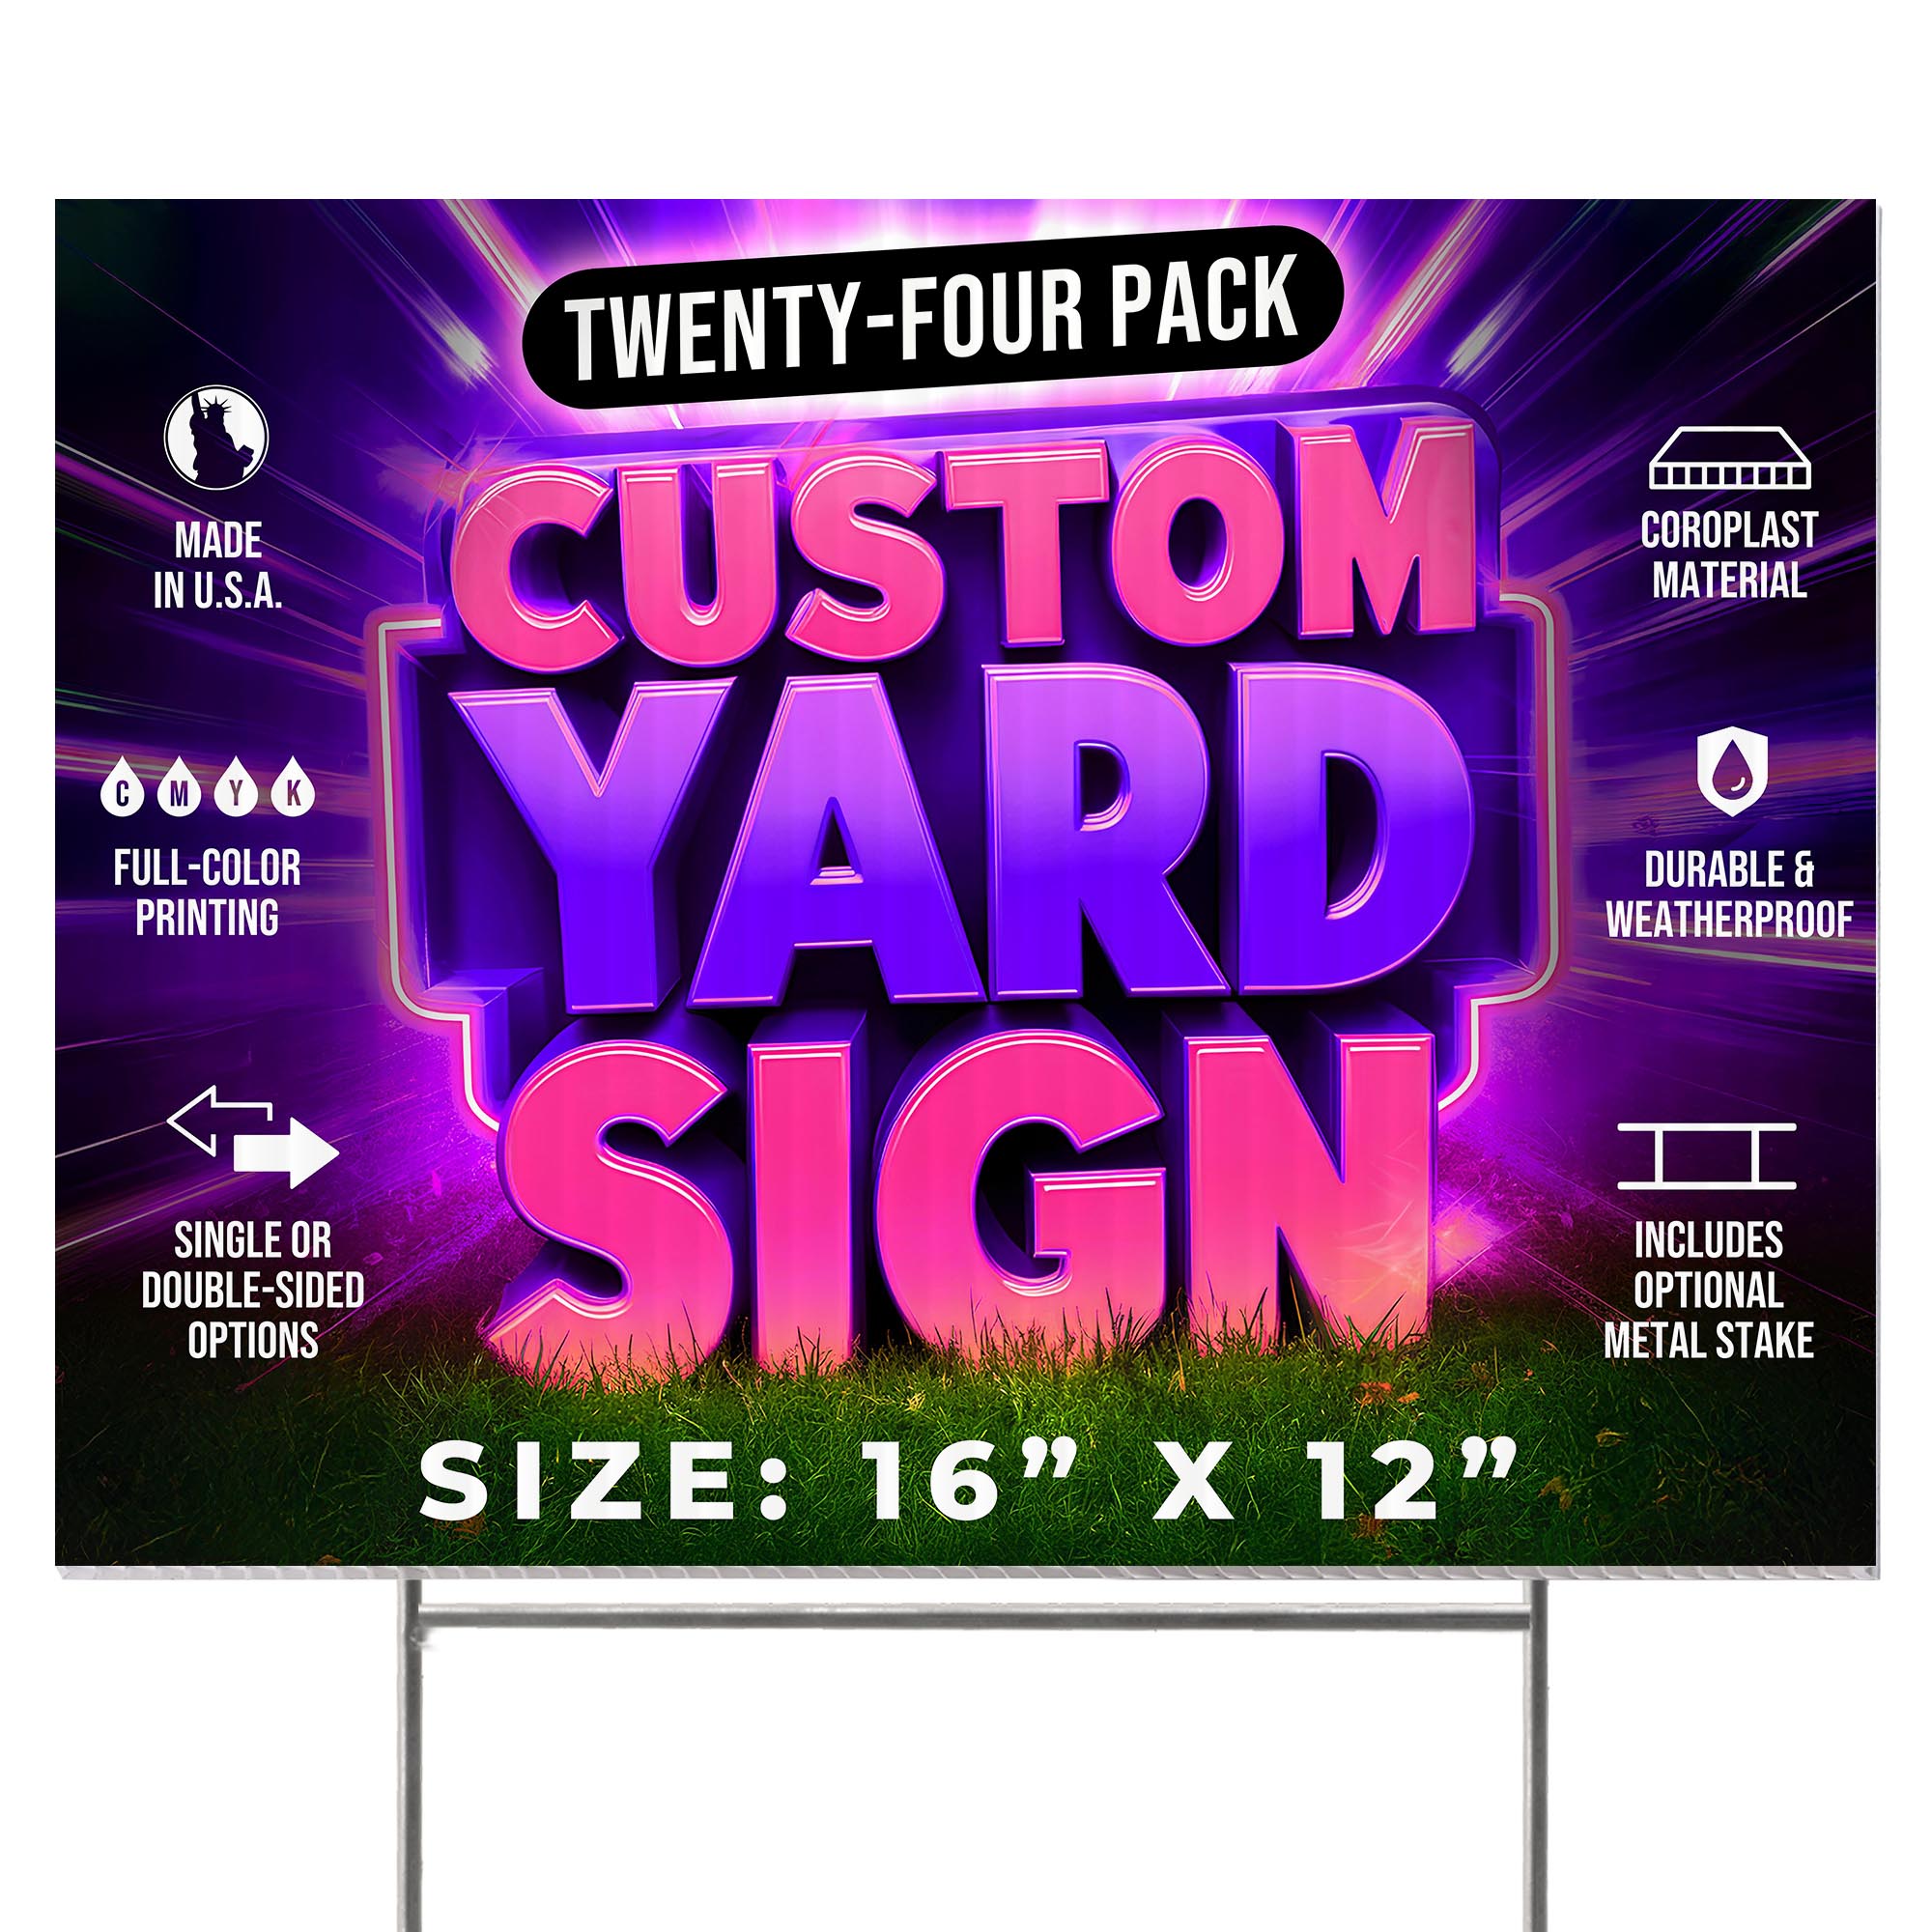 TWENTY-FOUR PACK
CUSTOM
YARD
SIGN
MADE
IN U.S.A.
C M Y K
FULL-COLOR
PRINTING
SINGLE OR
DOUBLE-SIDED
OPTIONS
COROPLAST
MATERIAL
DURABLE &
WEATHERPROOF
INCLUDES
OPTIONAL
METAL STAKE
SIZE: 16” X 12”